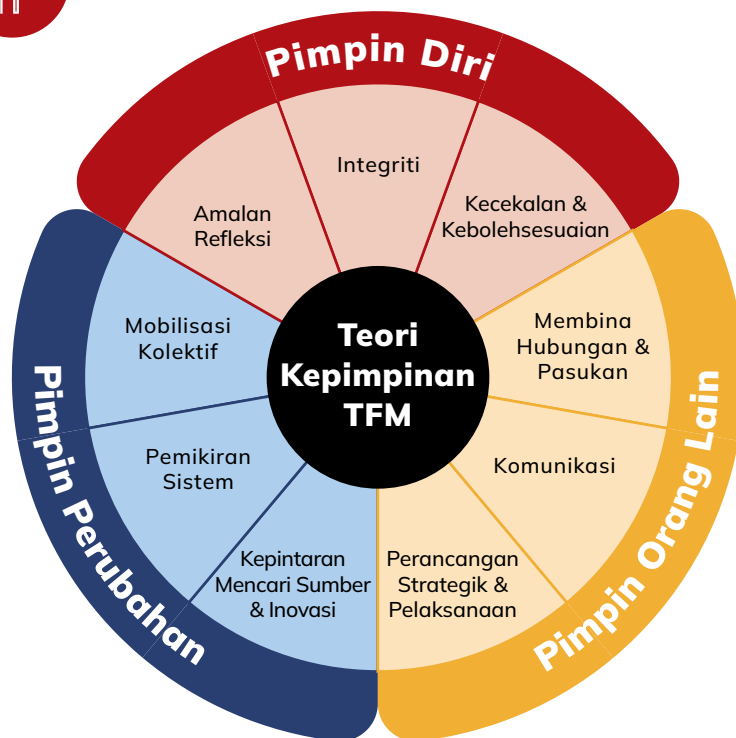 Pimpin Diri
Integriti
Amalan
Refleksi
Kecekalan &
Kebolehsesuaian
Mobilisasi
Kolektif
Teori
Kepimpinan
TFM
Membina
Hubungan &
Pasukan
Pemikiran
Sistem
Komunikasi
Kepintaran
Mencari Sumber
& Inovasi
Perancangan
Strategik &
Pelaksanaan
Pimpin Perubahan
Pimpin Orang Lain